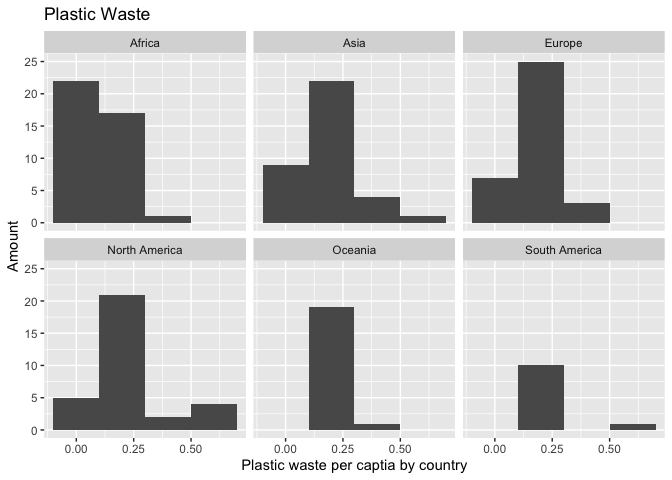 Plastic Waste
Africa
Asia
Europe
25
20
15
10
5
0
Amount
North America
Oceania
South America
25
20
15
10
5
0
0.00 0.25 0.50
0.00 0.25 0.50
0.00 0.25 0.50
Plastic waste per captia by country